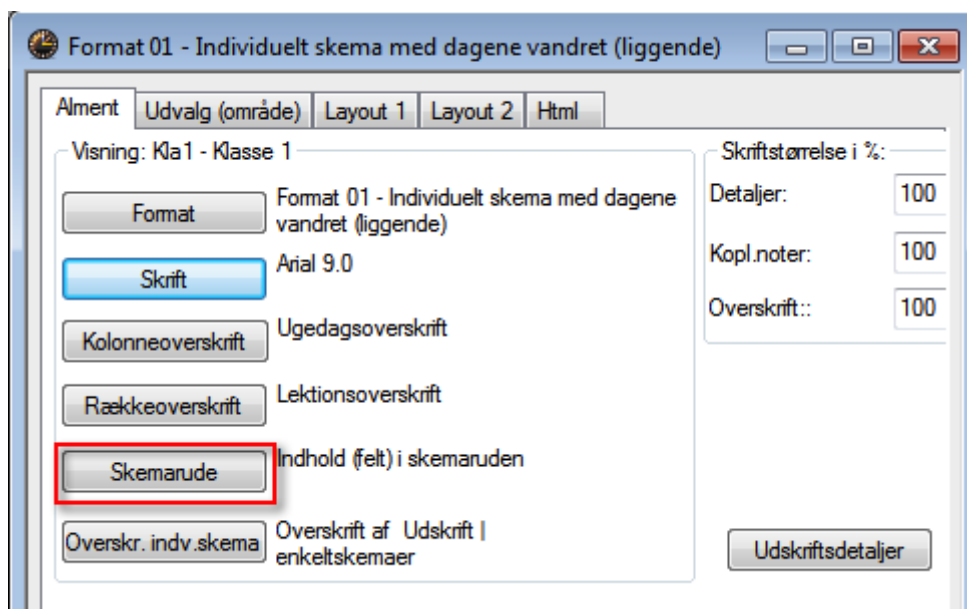 Format 01 - Individuelt skema med dagene vandret (liggende)
Alment Udvalg (område) Layout 1 Layout 2 Html
Visning: Kla1 - Klasse 1
Format
Format 01 - Individuelt skema med dagene
vandret (liggende)
Skrift
Arial 9.0
Kolonneoverskrift
Ugedagsoverskrift
Rækkeoverskrift
Lektionsoverskrift
Skemarude
Indhold (felt) i skemaruden
Overskr. indv.skema
Overskrift af Udskrift |
enkeltskemaer
Skriftstørrelse i %:
Detaljer: 100
Kopl.noter: 100
Overskrift:: 100
Udskriftsdetaljer